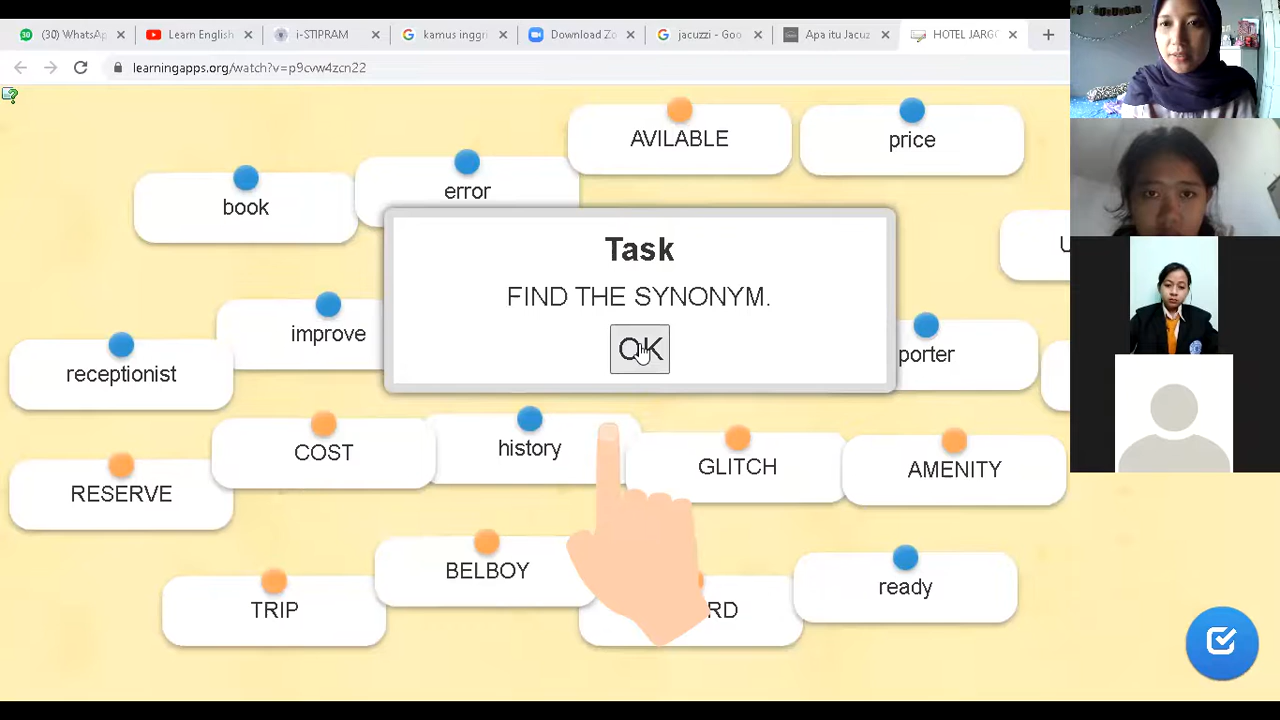 (30) WhatsAp
Learn English
i-STIPRAM
kamus inggri
Download Zo
jacuzzi - Goo
Apa itu Jacuz
HOTEL JARGO
learningapps.org/watch?v=p9cvw4zcn22
AVILABLE
price
error
book
Task
FIND THE SYNONYM.
OK
improve
porter
receptionist
COST
history
GLITCH
AMENITY
RESERVE
BELBOY
ready
TRIP
RD